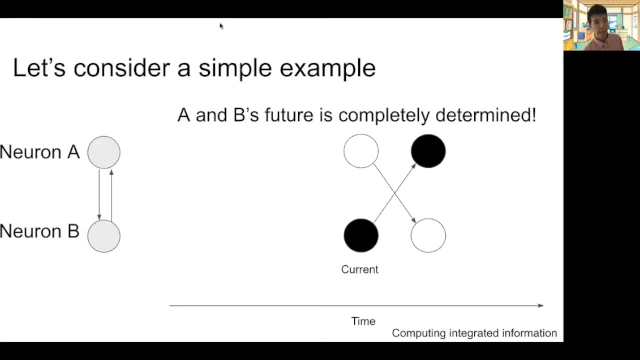 Let's consider a simple example
A and B's future is completely determined!
Neuron A
Neuron B
Current
Time
Computing integrated information